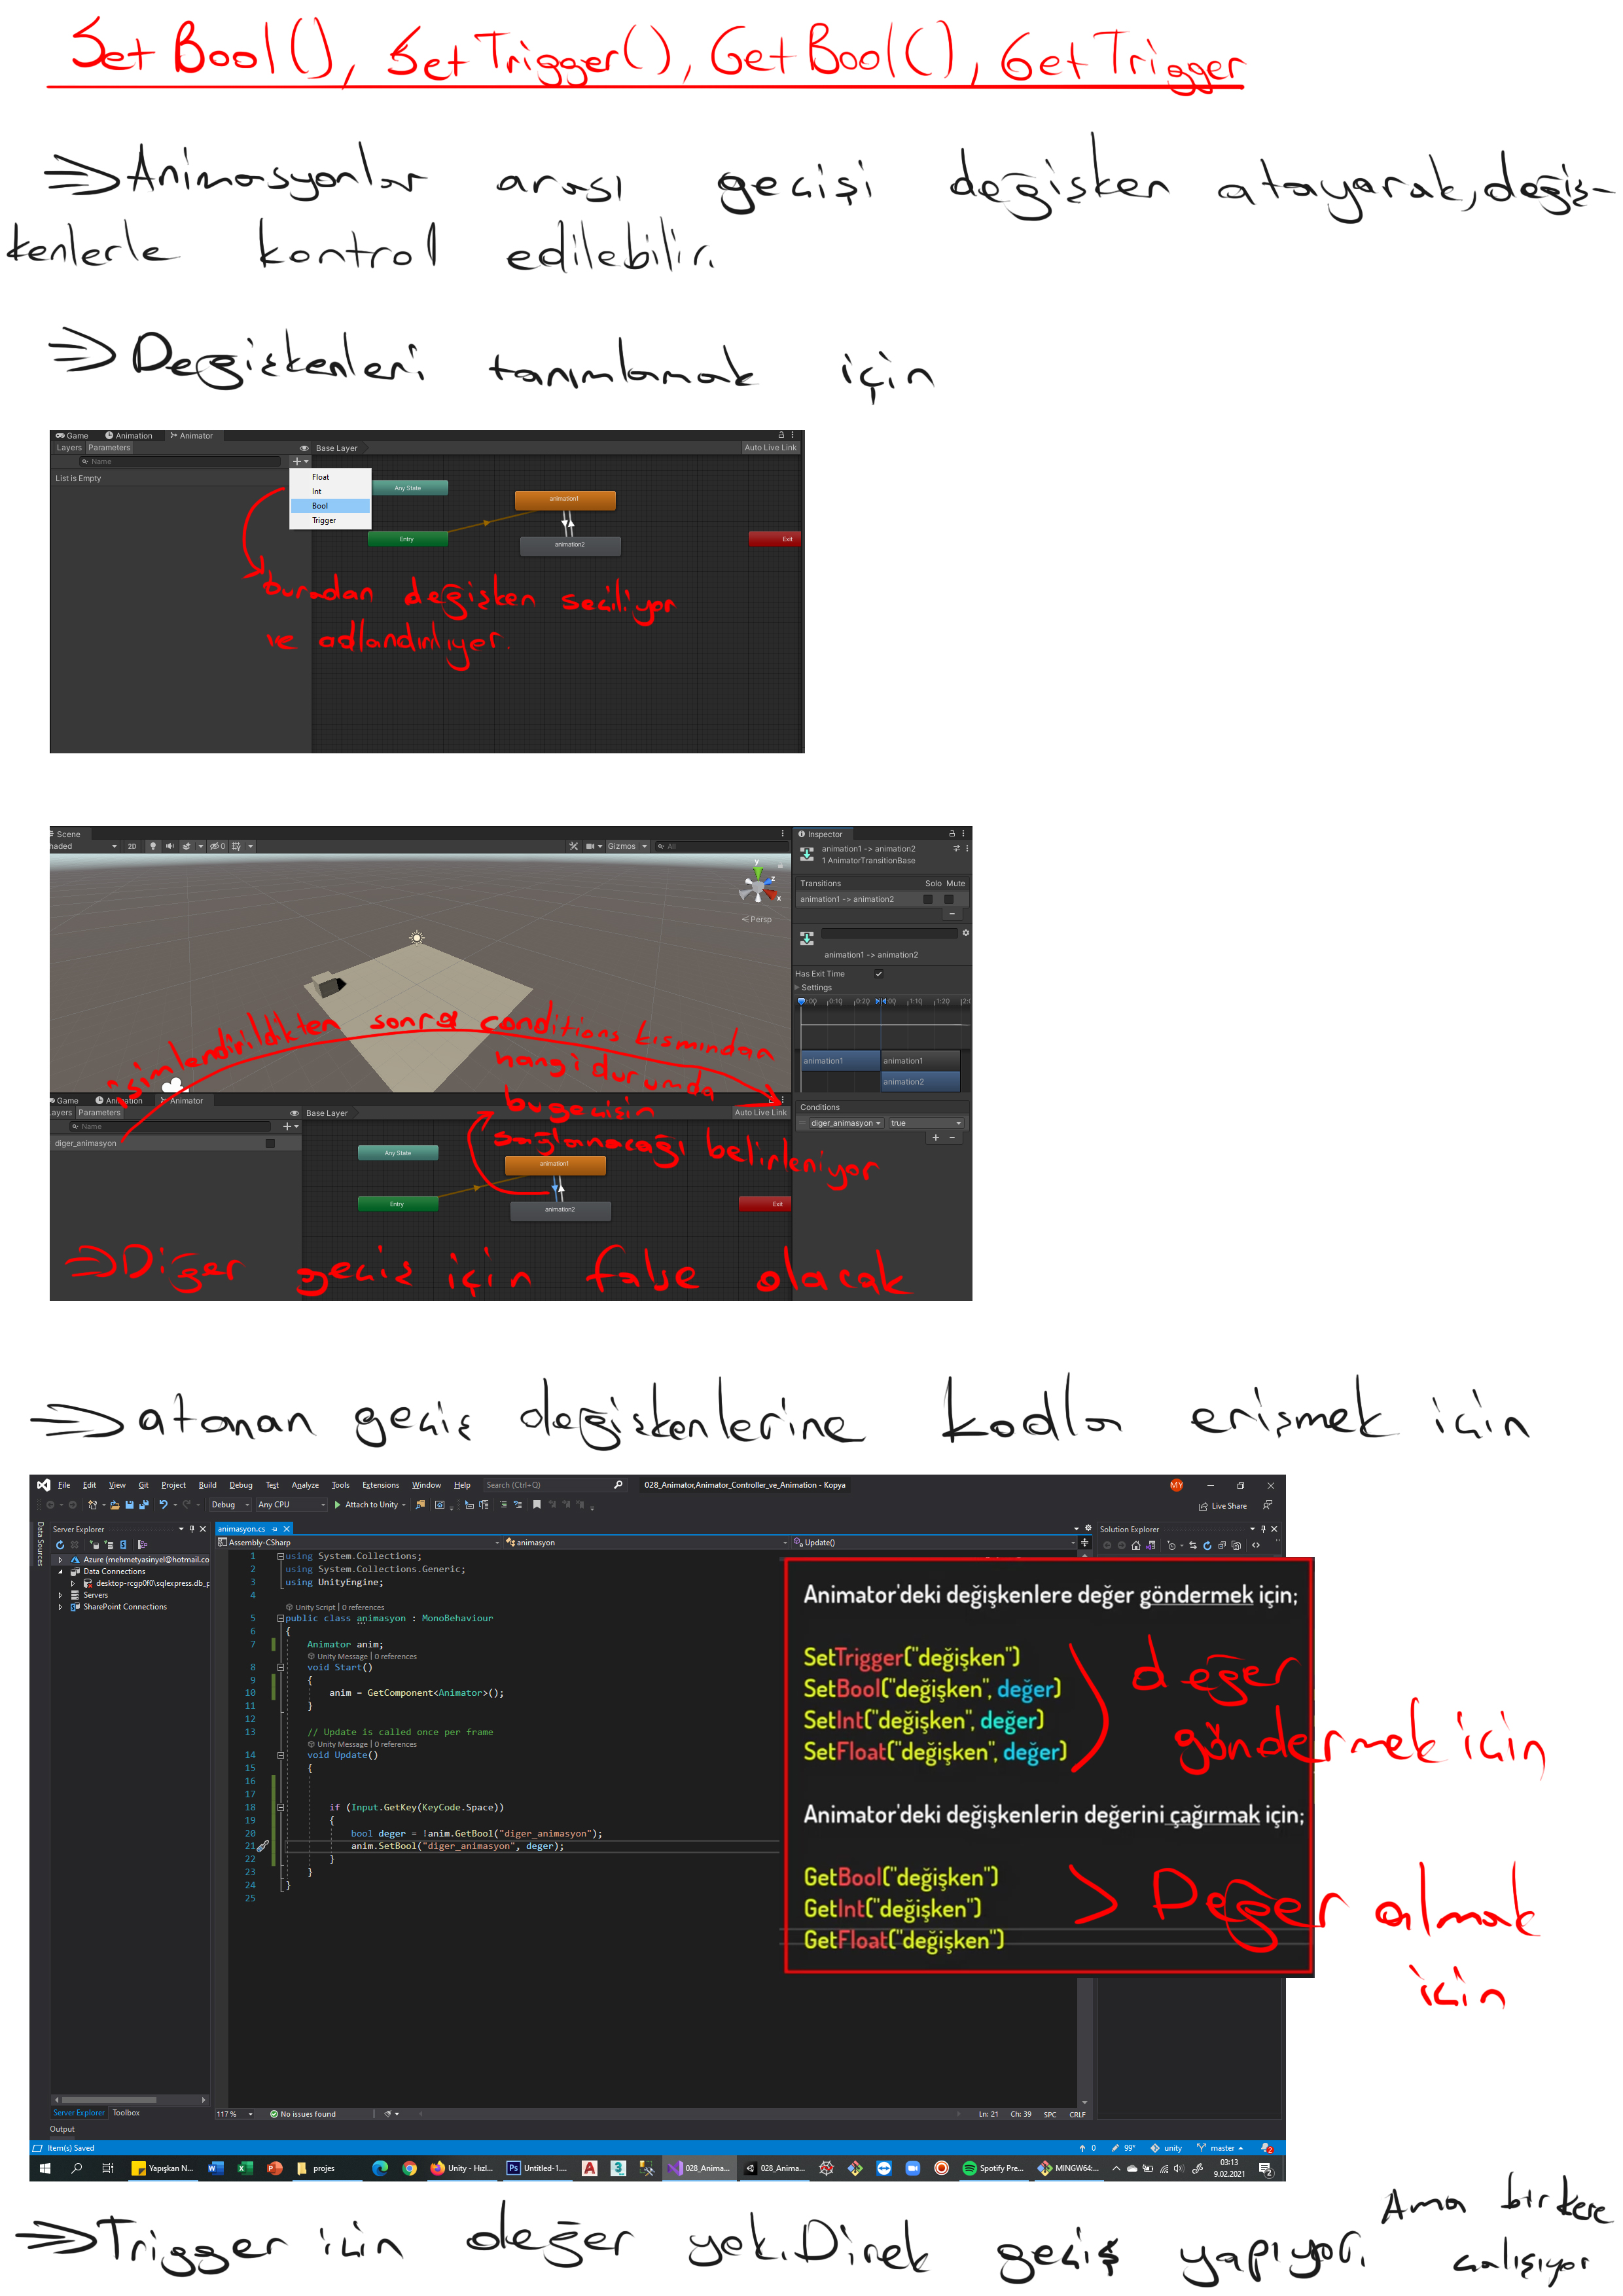 SetBool(), SetTrigger(), GetBool(), GetTrigger
⇒Animasyonlar arası geçişi değişken atayarak,değiş-
kenlerle kontrol edilebilir.
⇒Değişkenleri tanımlamak için
Game Animation Animator
Layers Parameters Base Layer Auto Live Link
Name
List is Empty
Float
Int
Bool
Trigger
Any State
animation1
Entry
animation2
Exit
buradan değişken seçiliyor
ve adlandırılıyor.
Scene
haded 2D 0 Gizmos All
Inspector
animation1 -> animation2
1 AnimatorTransitionBase
Transitions Solo Mute
animation1 -> animation2
y
z
x
Persp
animation1 -> animation2
Has Exit Time
Settings
0:00 0:10 0:20 1:00 1:10 1:20 2:0
animation1 animation1
animation2
isimlendirildikten sonra conditions kısmından
hangi durumda
bu geçişin
sağlanacağı belirleniyor
Game Animation Animator
ayers Parameters Base Layer Auto Live Link
Name
diger_animasyon
Conditions
diger_animasyon true
Any State
animation1
Entry
animation2
Exit
⇒Diğer geçiş için false olacak
⇒atanan geçiş değişkenlerine kodla erişmek için
File Edit View Git Project Build Debug Test Analyze Tools Extensions Window Help Search (Ctrl+Q) 028_Animator,Animator_Controller_ve_Animation - Kopya MY
Debug Any CPU Attach to Unity Live Share
Data Sources
Server Explorer
Azure (mehmetyasinyel@hotmail.co
Data Connections
desktop-rcgp0f0\sqlexpress.db_p
Servers
SharePoint Connections
animasyon.cs
Assembly-CSharp animasyon Update()
Solution Explorer
1 using System.Collections;
2 using System.Collections.Generic;
3 using UnityEngine;
4
Unity Script | 0 references
5 public class animasyon : MonoBehaviour
6 {
7 Animator anim;
Unity Message | 0 references
8 void Start()
9 {
10 anim = GetComponent<Animator>();
11 }
12
13 // Update is called once per frame
Unity Message | 0 references
14 void Update()
15 {
16
17
18 if (Input.GetKey(KeyCode.Space))
19 {
20 bool deger = !anim.GetBool("diger_animasyon");
21 anim.SetBool("diger_animasyon", deger);
22 }
23 }
24 }
25
Animator'deki değişkenlere değer göndermek için;
SetTrigger("değişken")
SetBool("değişken", değer)
SetInt("değişken", değer)
SetFloat("değişken", değer)
değer
göndermek için
Animator'deki değişkenlerin değerini çağırmak için;
GetBool("değişken")
GetInt("değişken")
GetFloat("değişken")
Değer almak
için
Server Explorer Toolbox
117 % No issues found Ln: 21 Ch: 39 SPC CRLF
Output
Item(s) Saved 0 99+ unity master 2
Yapışkan N... projes Unity - Hızl... Untitled-1.... 028_Anima... 028_Anima... Spotify Pre... MINGW64:... 03:13
9.02.2021
⇒Trigger için değer yok.Direk geçiş yapıyor.
Ama bir kere
çalışıyor